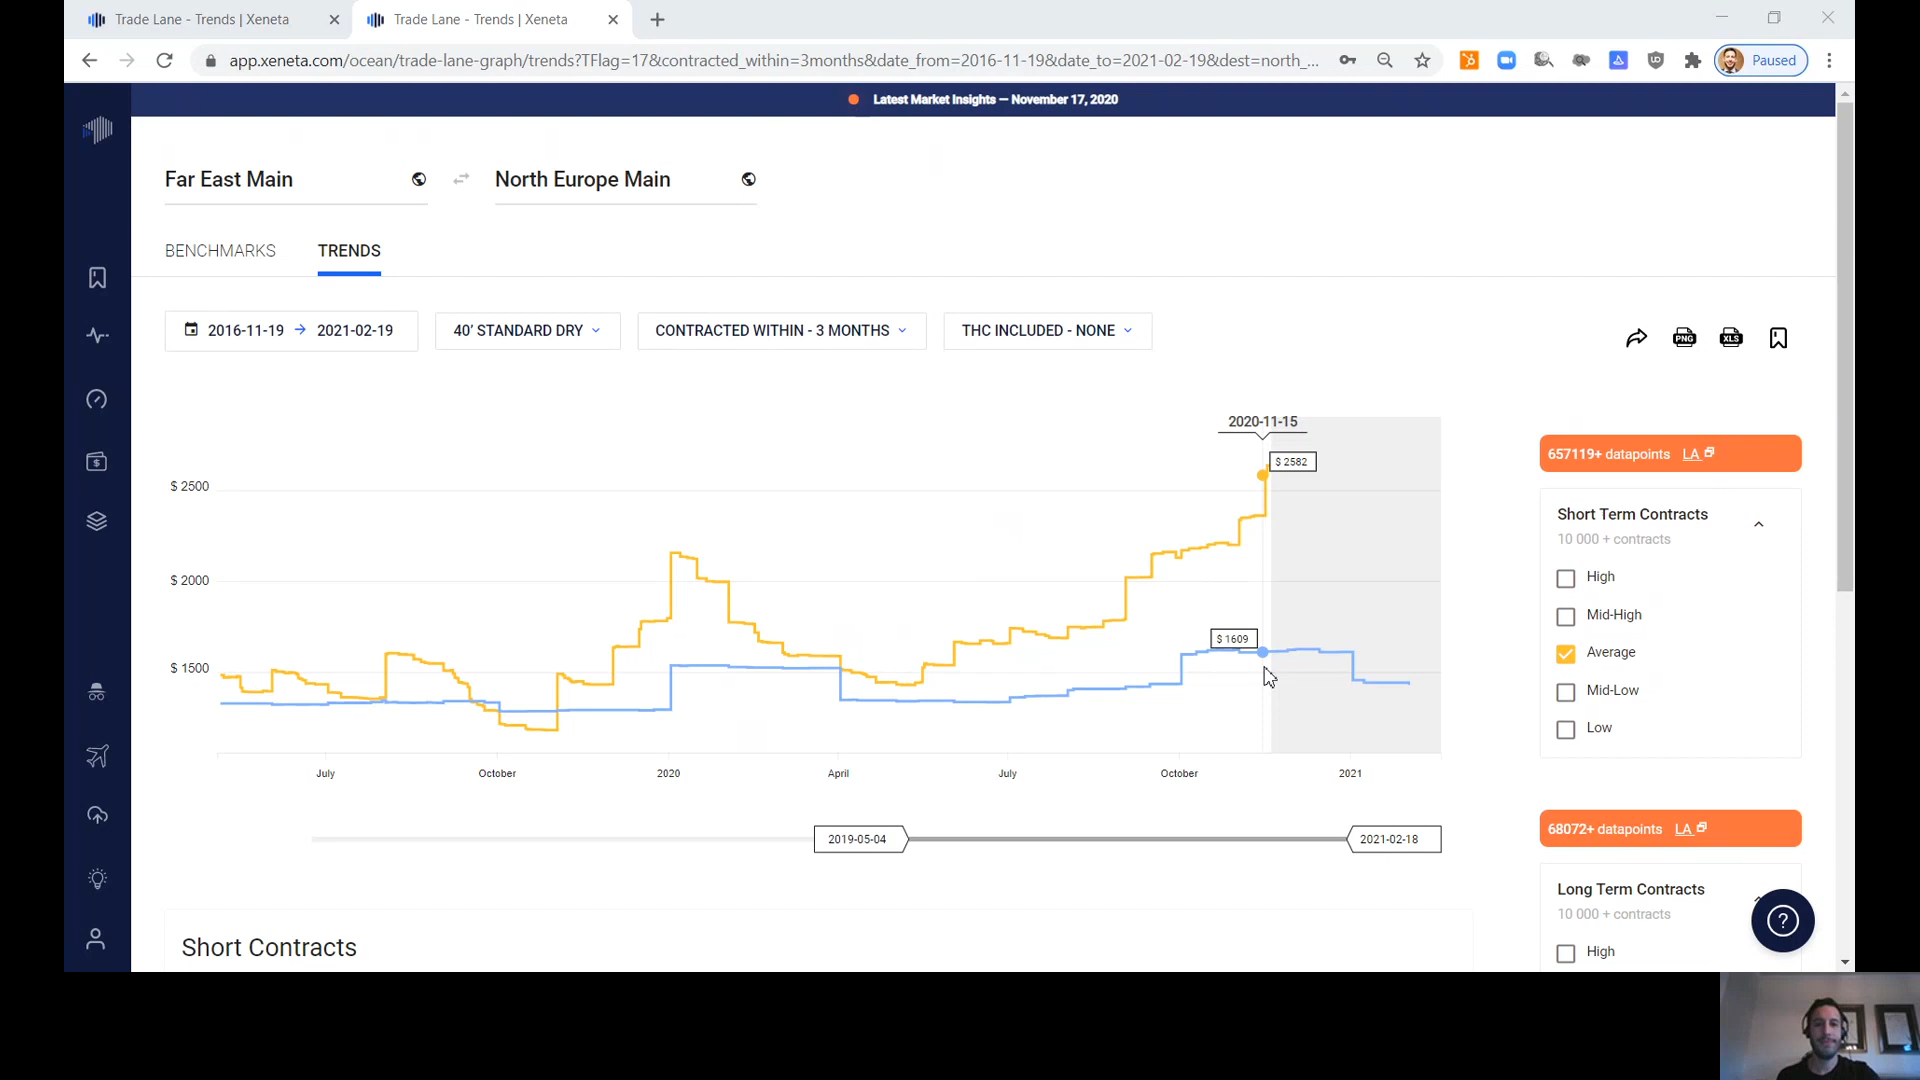 Trade Lane - Trends | Xeneta
Trade Lane - Trends | Xeneta
app.xeneta.com/ocean/trade-lane-graph/trends?TFlag=17&contracted_within=3months&date_from=2016-11-19&date_to=2021-02-19&dest=north_...
Paused
Latest Market Insights — November 17, 2020
Far East Main
North Europe Main
BENCHMARKS
TRENDS
2016-11-19 → 2021-02-19
40' STANDARD DRY
CONTRACTED WITHIN - 3 MONTHS
THC INCLUDED - NONE
PNG
XLS
2020-11-15
$ 2582
$ 2500
$ 2000
$ 1609
$ 1500
July
October
2020
April
July
October
2021
2019-05-04
2021-02-18
657119+ datapoints LA
Short Term Contracts
10 000 + contracts
High
Mid-High
Average
Mid-Low
Low
68072+ datapoints LA
Long Term Contracts
10 000 + contracts
High
?
Short Contracts